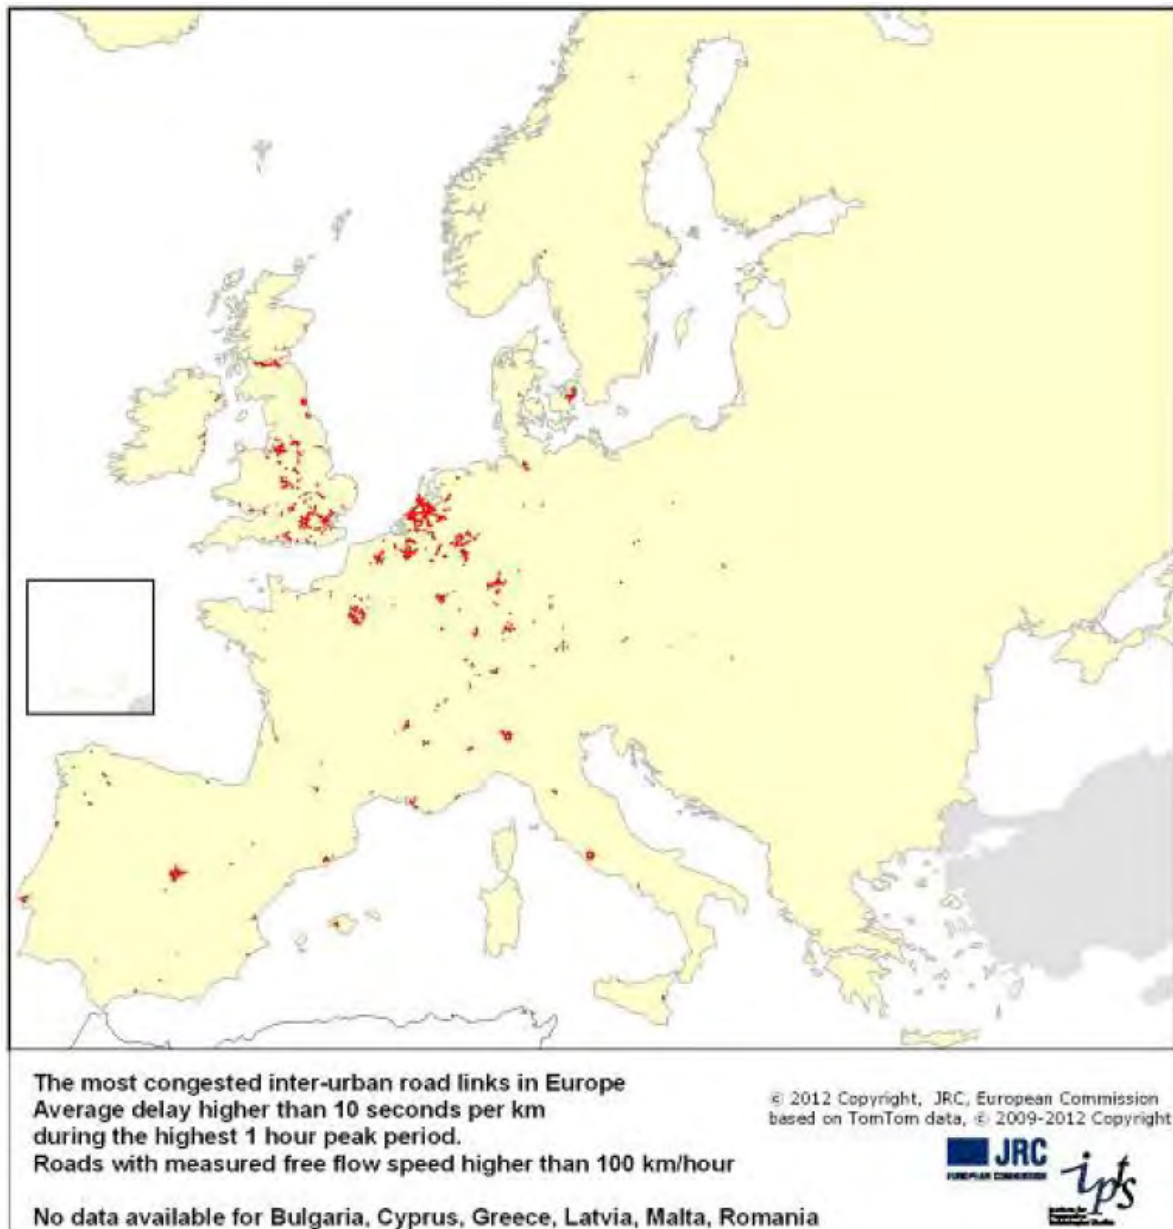 The most congested inter-urban road links in Europe
Average delay higher than 10 seconds per km
during the highest 1 hour peak period.
Roads with measured free flow speed higher than 100 km/hour
No data available for Bulgaria, Cyprus, Greece, Latvia, Malta, Romania
© 2012 Copyright, JRC, European Commission
based on TomTom data, © 2009-2012 Copyright
JRC
EUROPEAN COMMISSION
ipts